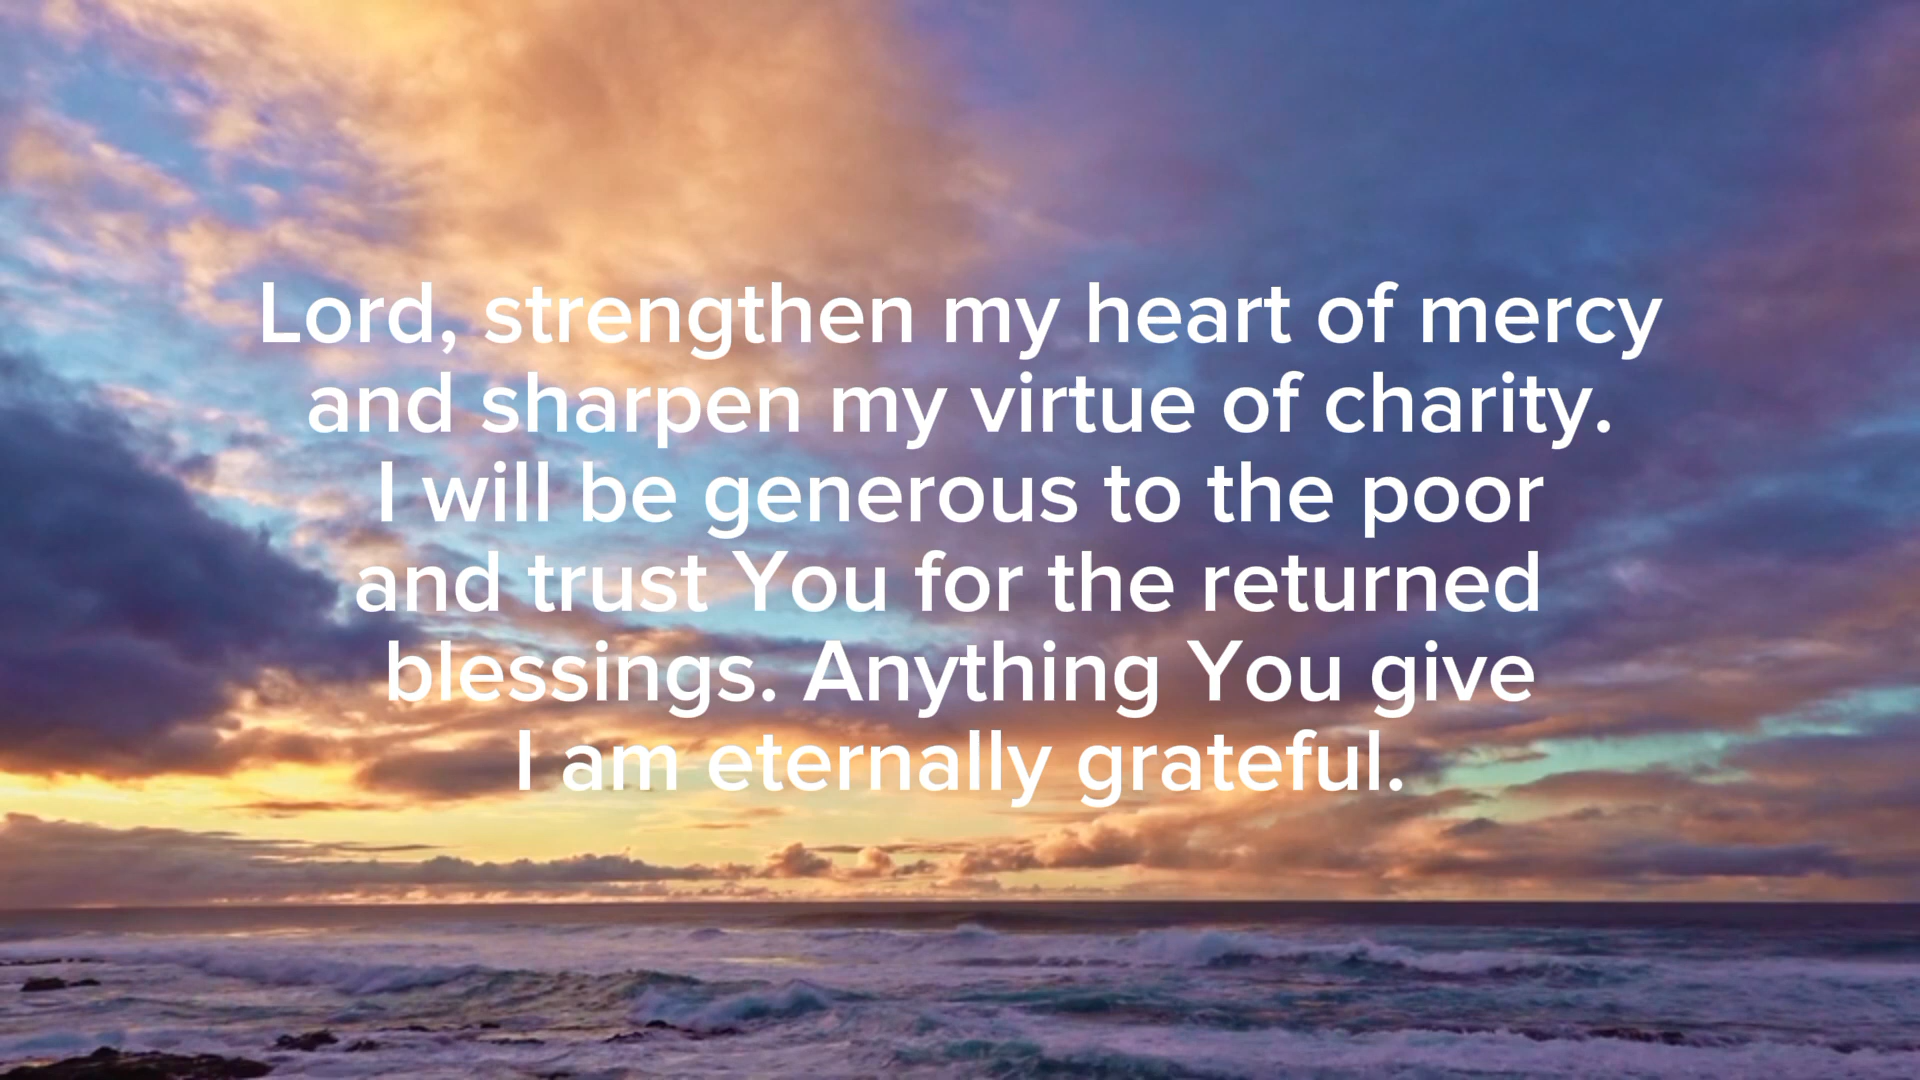 Lord, strengthen my heart of mercy
and sharpen my virtue of charity.
I will be generous to the poor
and trust You for the returned
blessings. Anything You give
I am eternally grateful.